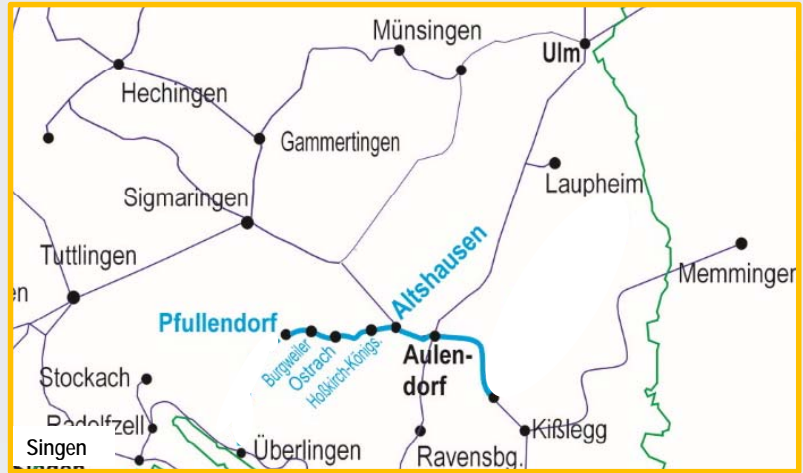 Münsingen
Ulm
Hechingen
Gammertingen
Laupheim
Sigmaringen
Tuttlingen
Altshausen
Memminger
en
Pfullendorf
Burgweiler
Ostrach
Hoßkirch-Königs.
Aulen-
dorf
Stockach
Radolfzell
Kißlegg
Singen
Überlingen
Ravensbg.